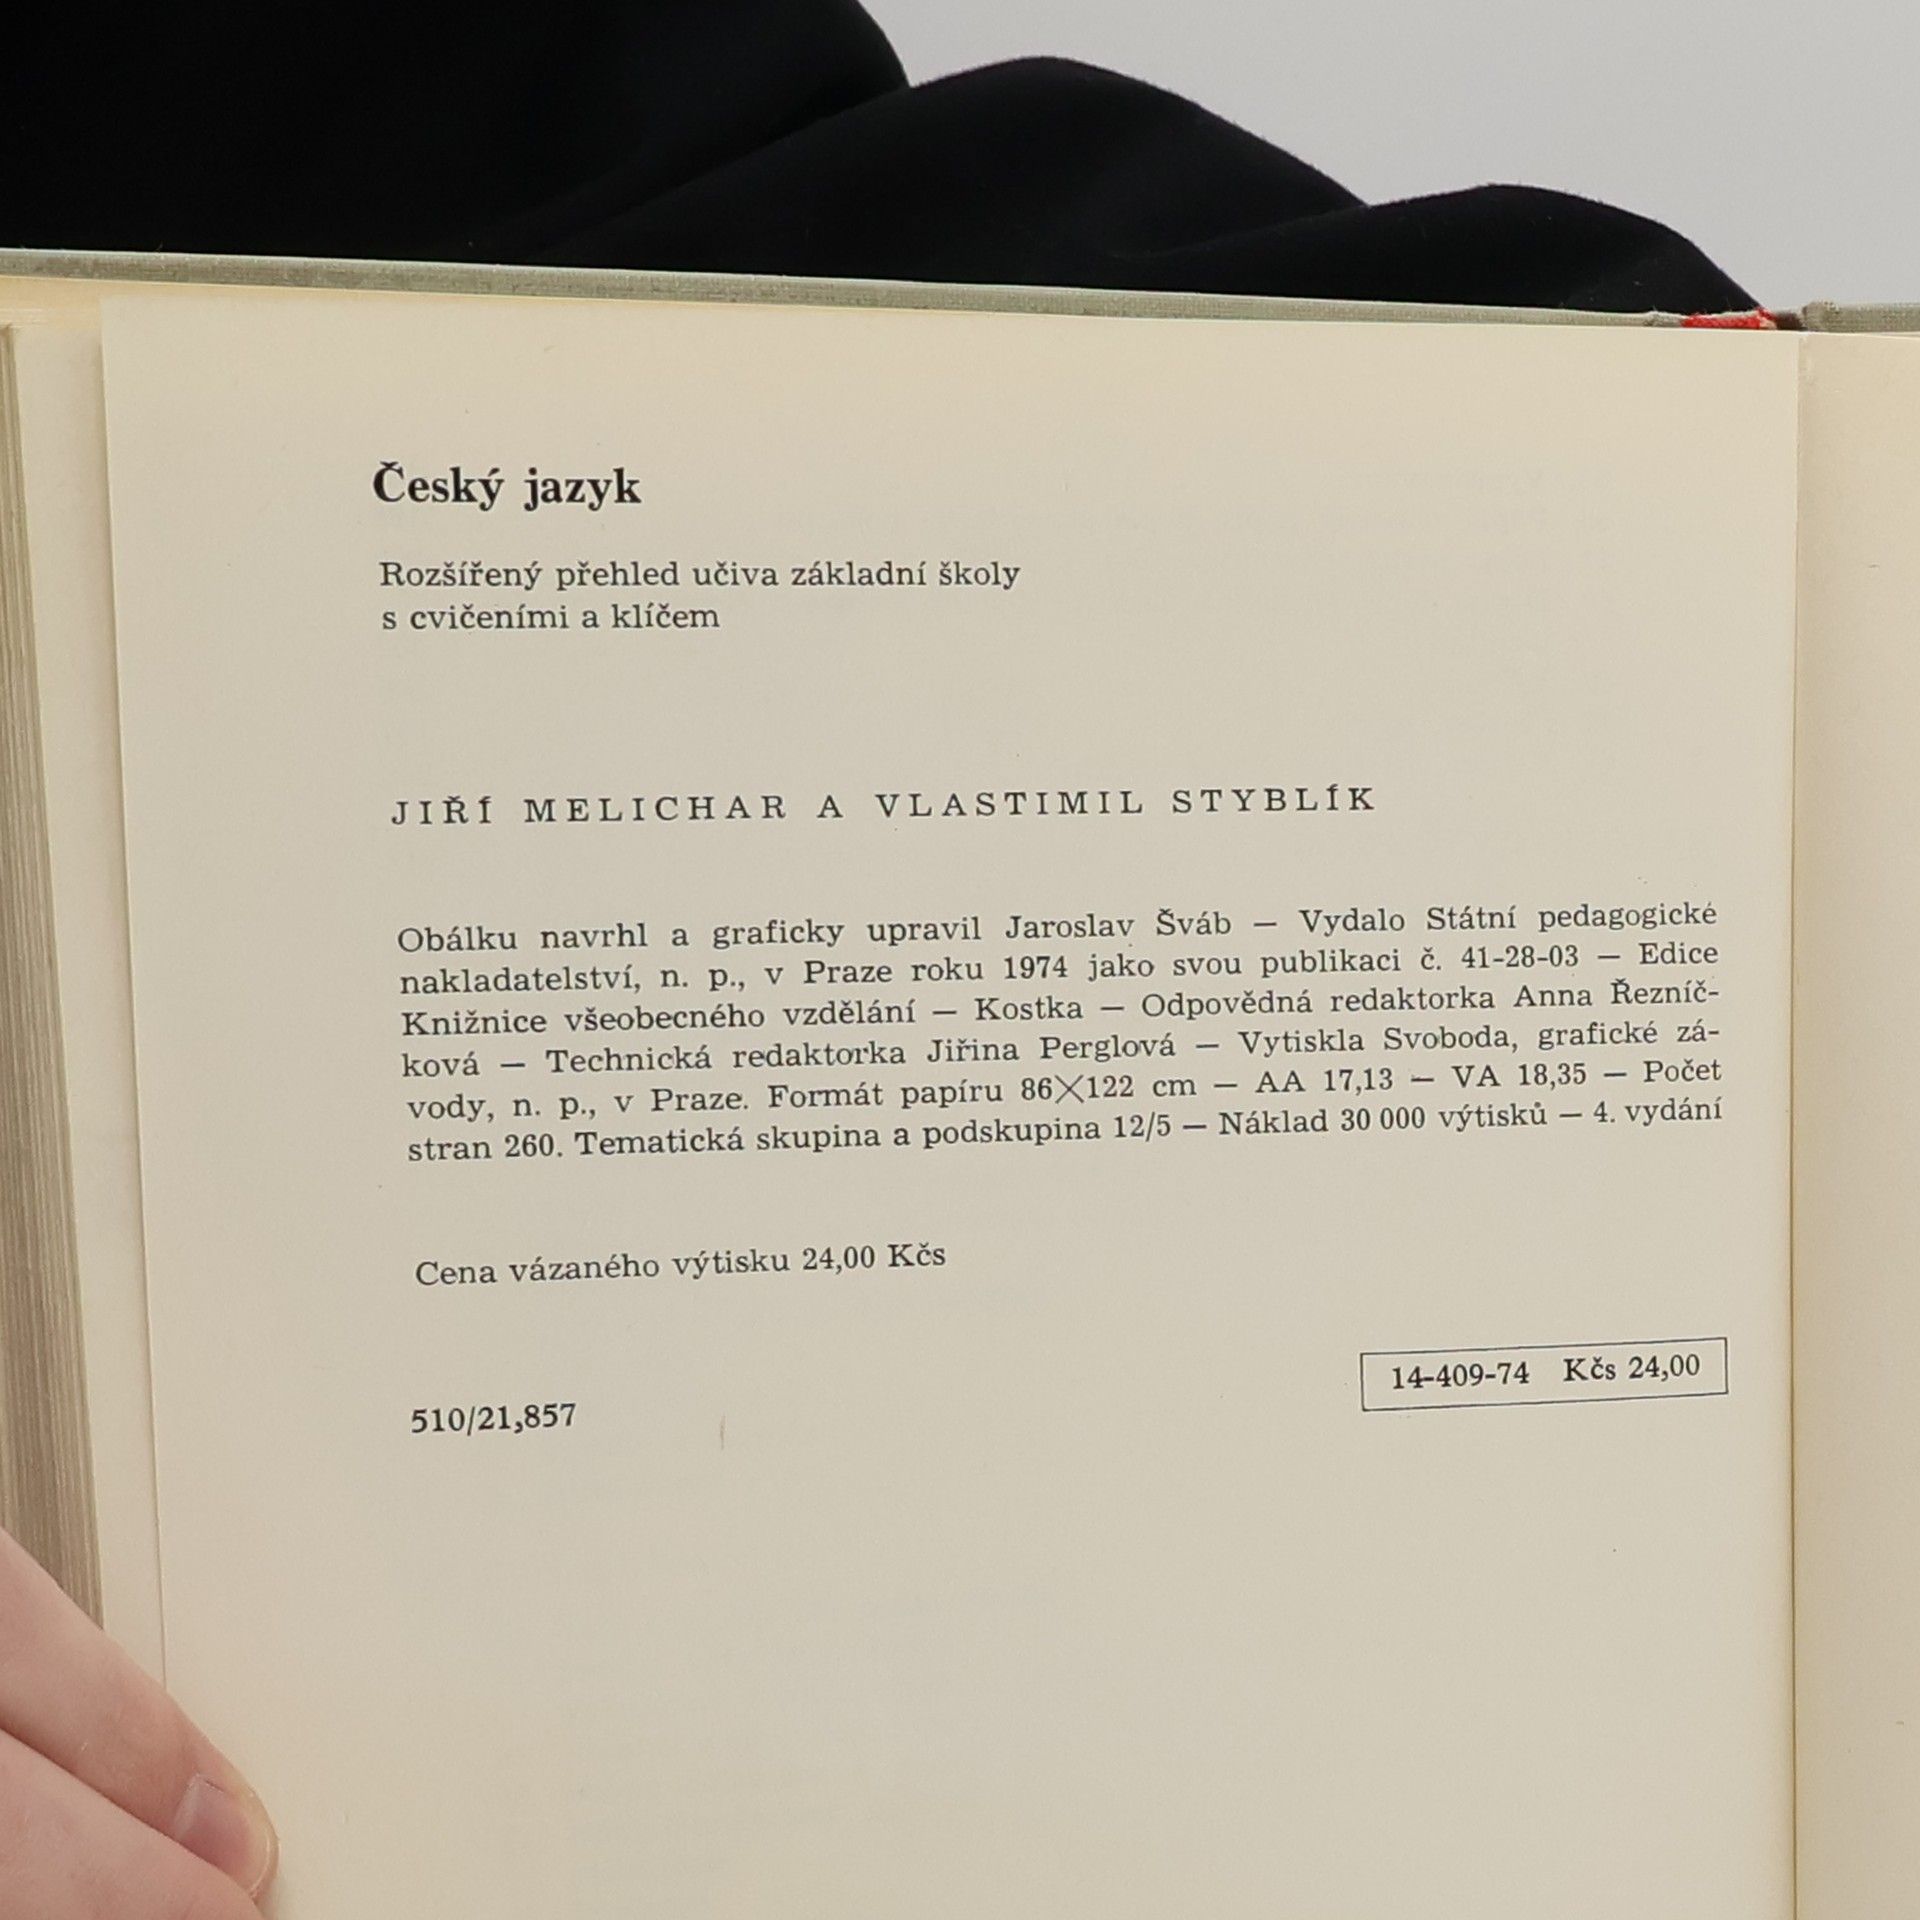 Český jazyk
Rozšířený přehled učiva základní školy
s cvičeními a klíčem
JIŘÍ MELICHAR A VLASTIMIL STYBLÍK
Obálku navrhl a graficky upravil Jaroslav Šváb — Vydalo Státní pedagogické
nakladatelství, n. p., v Praze roku 1974 jako svou publikaci č. 41-28-03 — Edice
Knižnice všeobecného vzdělání — Kostka — Odpovědná redaktorka Anna Řezníč-
ková — Technická redaktorka Jiřina Perglová — Vytiskla Svoboda, grafické zá-
vody, n. p., v Praze. Formát papíru 86×122 cm — AA 17,13 — VA 18,35 — Počet
stran 260. Tematická skupina a podskupina 12/5 — Náklad 30 000 výtisků — 4. vydání
Cena vázaného výtisku 24,00 Kčs
14-409-74 Kčs 24,00
510/21,857